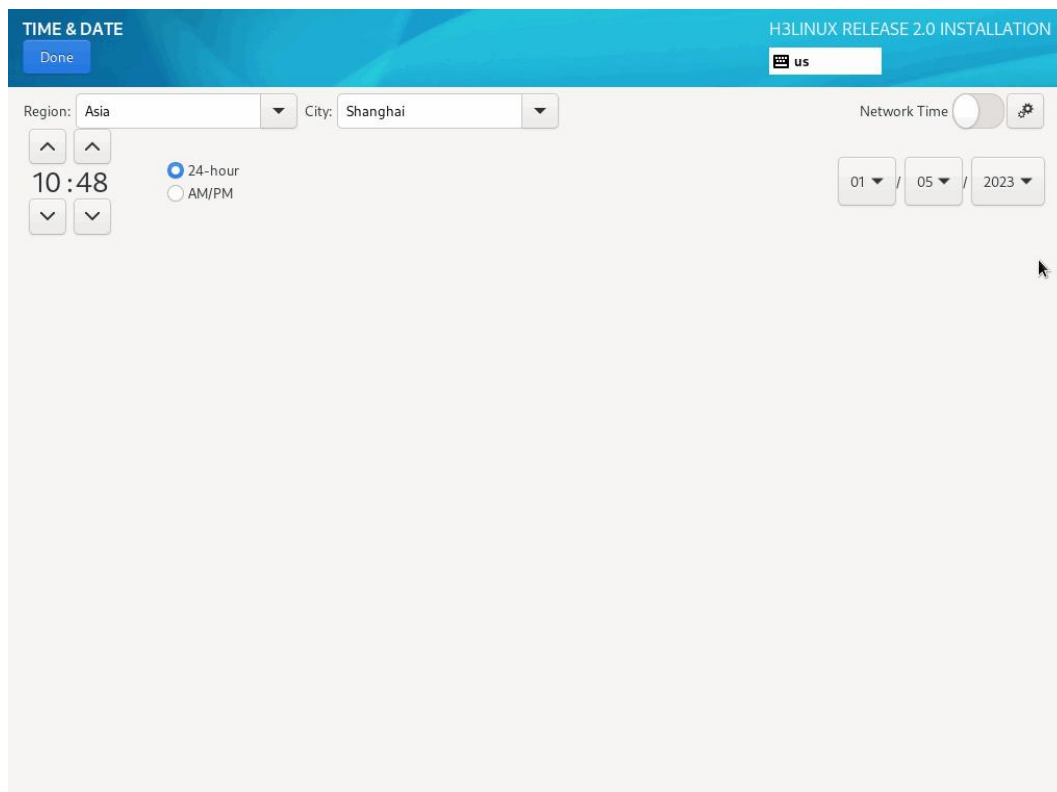 TIME & DATE
H3LINUX RELEASE 2.0 INSTALLATION
Done
us
Region: Asia City: Shanghai Network Time
10:48
24-hour
AM/PM
01 / 05 / 2023